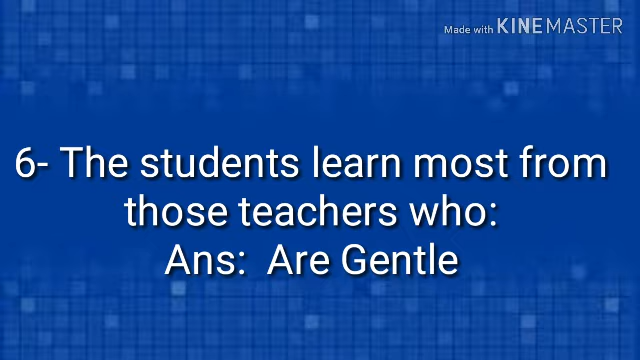 Made with KINEMASTER
6- The students learn most from
those teachers who:
Ans: Are Gentle